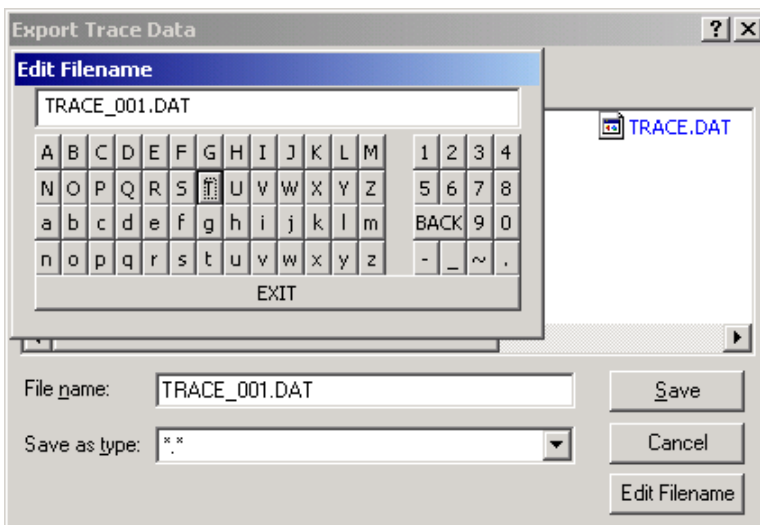 Export Trace Data
? ×
Edit Filename
TRACE_001.DAT
TRACE.DAT
A B C D E F G H I J K L M 1 2 3 4
N O P Q R S T U V W X Y Z 5 6 7 8
a b c d e f g h i j k l m BACK 9 0
n o p q r s t u v w x y z - _ ~ .
EXIT
File name: TRACE_001.DAT Save
Save as type: *.* Cancel
Edit Filename